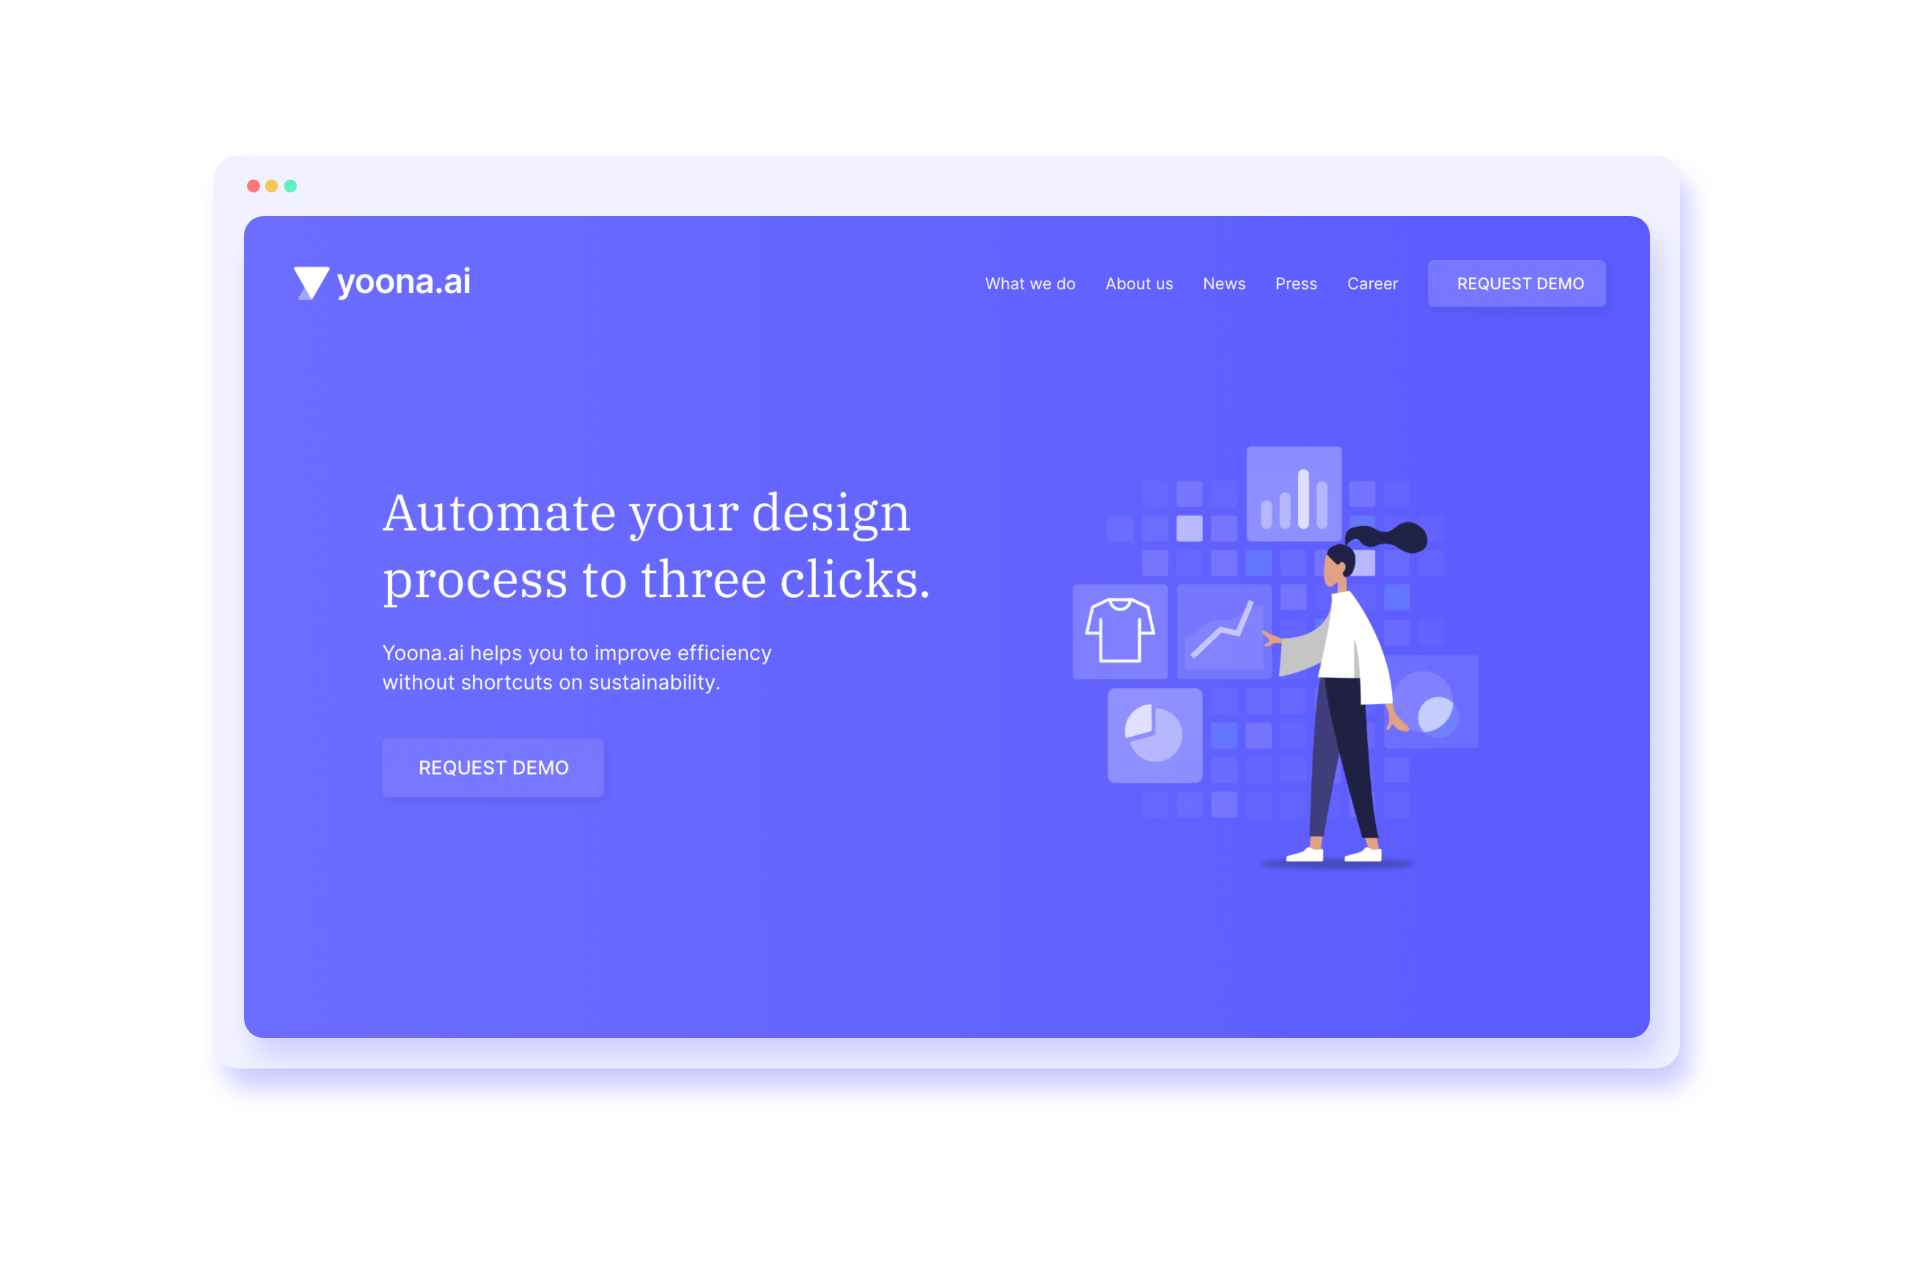 yoona.ai
What we do
About us
News
Press
Career
REQUEST DEMO
Automate your design
process to three clicks.
Yoona.ai helps you to improve efficiency
without shortcuts on sustainability.
REQUEST DEMO